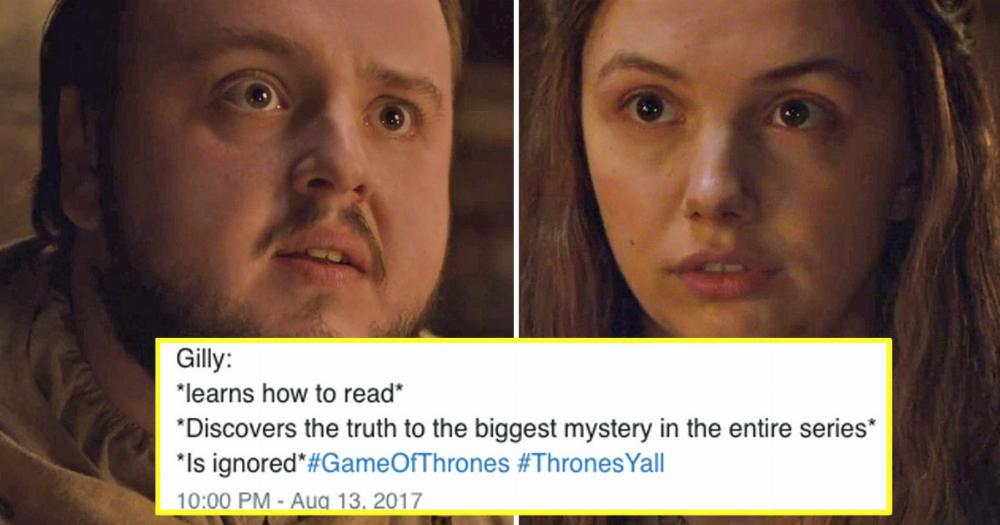 Gilly:
*learns how to read*
*Discovers the truth to the biggest mystery in the entire series*
*Is ignored*#GameOfThrones #ThronesYall
10:00 PM - Aug 13, 2017